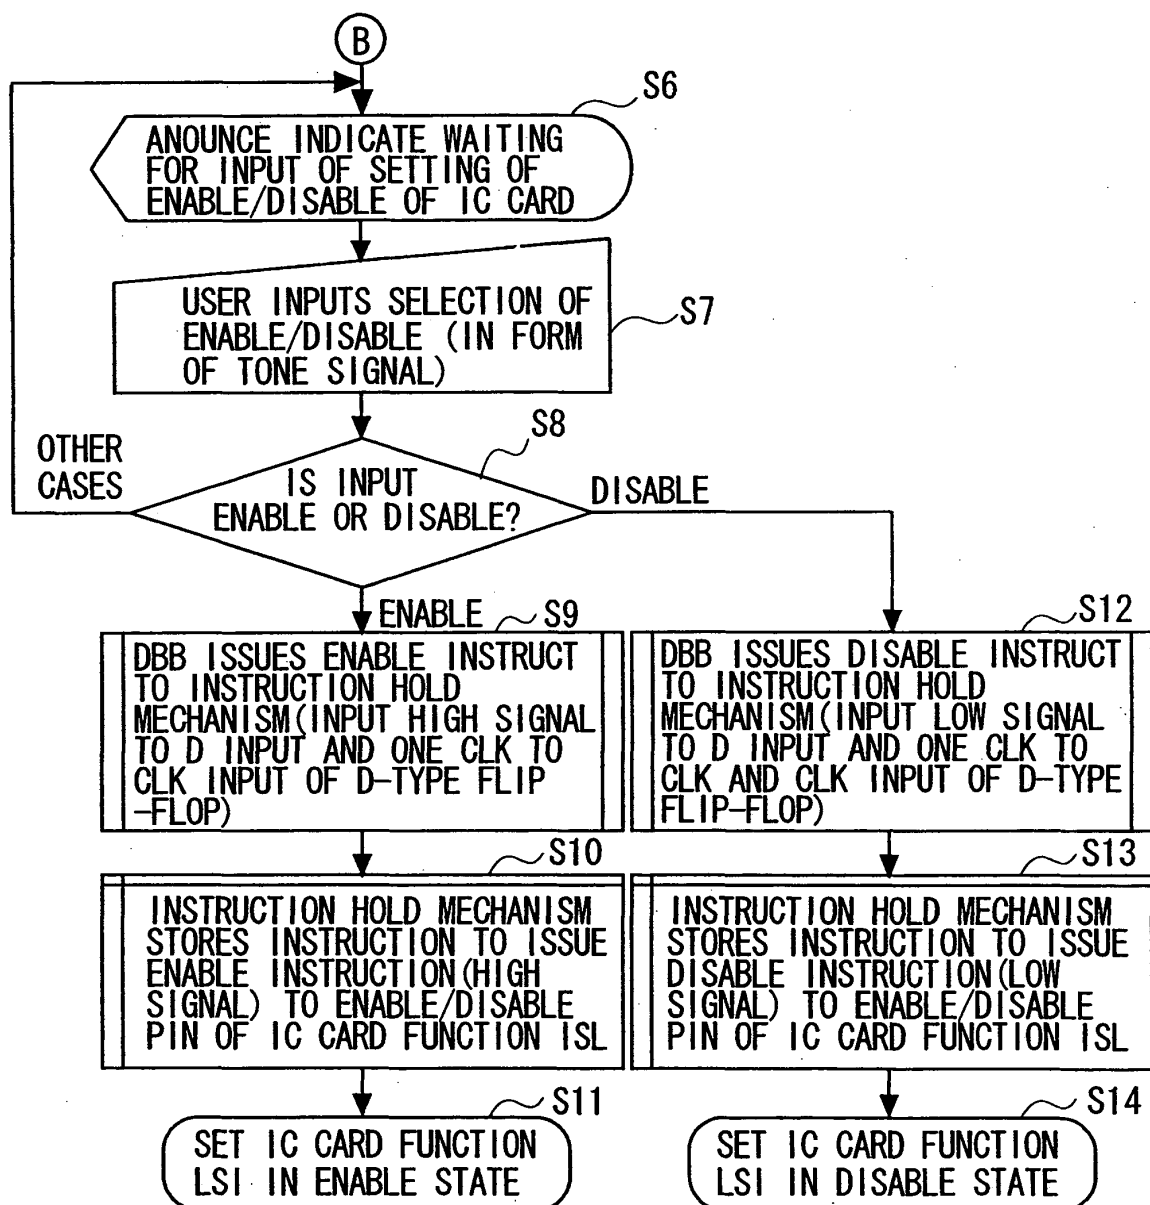 B
S6
ANOUNCE INDICATE WAITING
FOR INPUT OF SETTING OF
ENABLE/DISABLE OF IC CARD
USER INPUTS SELECTION OF
ENABLE/DISABLE (IN FORM
OF TONE SIGNAL)
S7
S8
OTHER
CASES
IS INPUT
ENABLE OR DISABLE?
DISABLE
ENABLE
S9
DBB ISSUES ENABLE INSTRUCT
TO INSTRUCTION HOLD
MECHANISM(INPUT HIGH SIGNAL
TO D INPUT AND ONE CLK TO
CLK INPUT OF D-TYPE FLIP
-FLOP)
S12
DBB ISSUES DISABLE INSTRUCT
TO INSTRUCTION HOLD
MECHANISM(INPUT LOW SIGNAL
TO D INPUT AND ONE CLK TO
CLK AND CLK INPUT OF D-TYPE
FLIP-FLOP)
S10
INSTRUCTION HOLD MECHANISM
STORES INSTRUCTION TO ISSUE
ENABLE INSTRUCTION(HIGH
SIGNAL) TO ENABLE/DISABLE
PIN OF IC CARD FUNCTION ISL
S13
INSTRUCTION HOLD MECHANISM
STORES INSTRUCTION TO ISSUE
DISABLE INSTRUCTION(LOW
SIGNAL) TO ENABLE/DISABLE
PIN OF IC CARD FUNCTION ISL
S11
SET IC CARD FUNCTION
LSI IN ENABLE STATE
S14
SET IC CARD FUNCTION
LSI IN DISABLE STATE